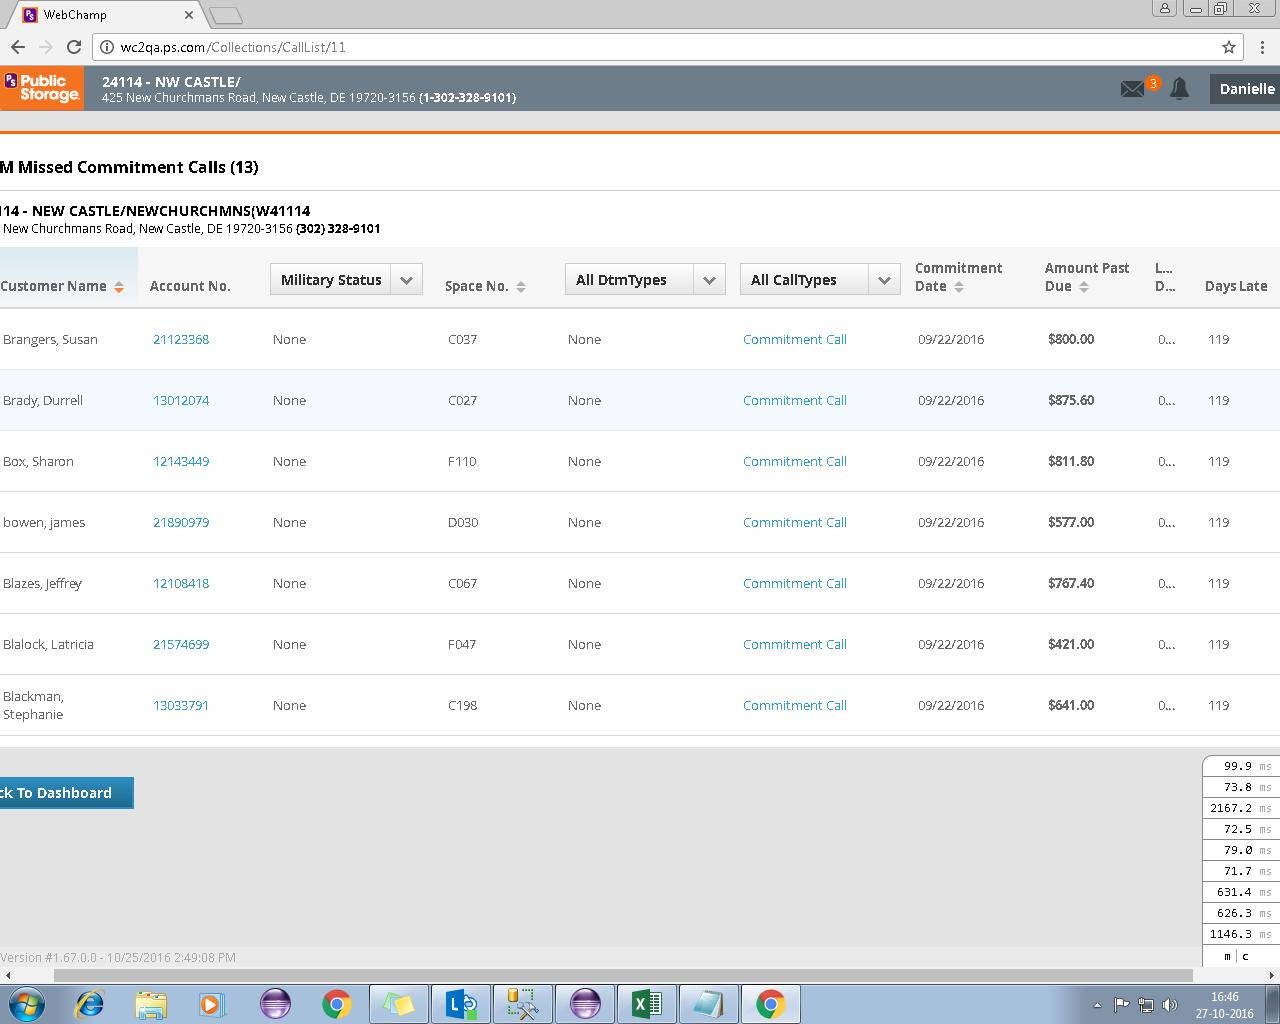 WebChamp
wc2qa.ps.com/Collections/CallList/11
Ps Public Storage.
24114 - NW CASTLE/
425 New Churchmans Road, New Castle, DE 19720-3156 (1-302-328-9101)
3
Danielle
M Missed Commitment Calls (13)
114 - NEW CASTLE/NEWCHURCHMNS(W41114
New Churchmans Road, New Castle, DE 19720-3156 (302) 328-9101
Customer Name Account No. Military Status Space No. All DtmTypes All CallTypes Commitment Date Amount Past Due L... D... Days Late
Brangers, Susan 21123368 None C037 None Commitment Call 09/22/2016 $800.00 0... 119
Brady, Durrell 13012074 None C027 None Commitment Call 09/22/2016 $875.60 0... 119
Box, Sharon 12143449 None F110 None Commitment Call 09/22/2016 $811.80 0... 119
bowen, james 21890979 None D030 None Commitment Call 09/22/2016 $577.00 0... 119
Blazes, Jeffrey 12108418 None C067 None Commitment Call 09/22/2016 $767.40 0... 119
Blalock, Latricia 21574699 None F047 None Commitment Call 09/22/2016 $421.00 0... 119
Blackman, Stephanie 13033791 None C198 None Commitment Call 09/22/2016 $641.00 0... 119
ck To Dashboard
99.9 ms
73.8 ms
2167.2 ms
72.5 ms
79.0 ms
71.7 ms
631.4 ms
626.3 ms
1146.3 ms
m | c
Version #1.67.0.0 - 10/25/2016 2:49:08 PM
16:46
27-10-2016